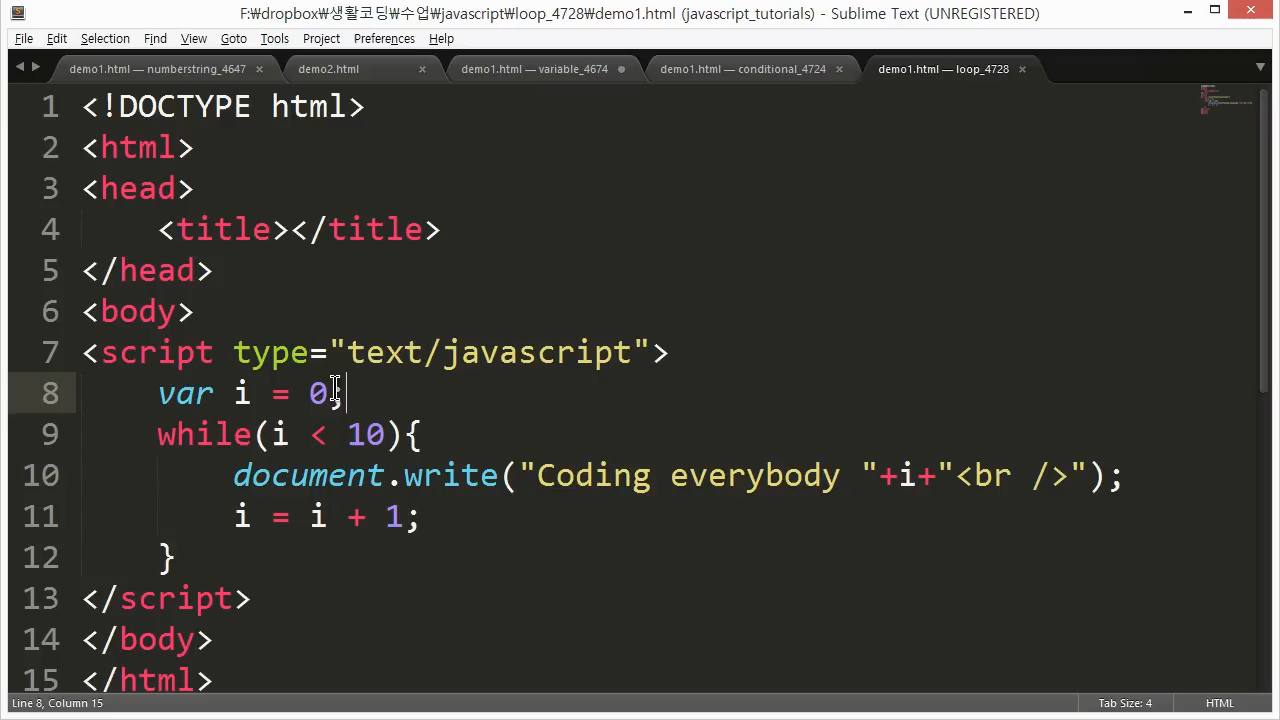 F:₩dropbox₩생활코딩₩수업₩javascript₩loop_4728₩demo1.html (javascript_tutorials) - Sublime Text (UNREGISTERED)
File Edit Selection Find View Goto Tools Project Preferences Help
demo1.html — numberstring_4647 demo2.html demo1.html — variable_4674 demo1.html — conditional_4724 demo1.html — loop_4728
1 <!DOCTYPE html>
2 <html>
3 <head>
4 <title></title>
5 </head>
6 <body>
7 <script type="text/javascript">
8 var i = 0;
9 while(i < 10){
10 document.write("Coding everybody "+i+"<br />");
11 i = i + 1;
12 }
13 </script>
14 </body>
15 </html>
Line 8, Column 15 Tab Size: 4 HTML